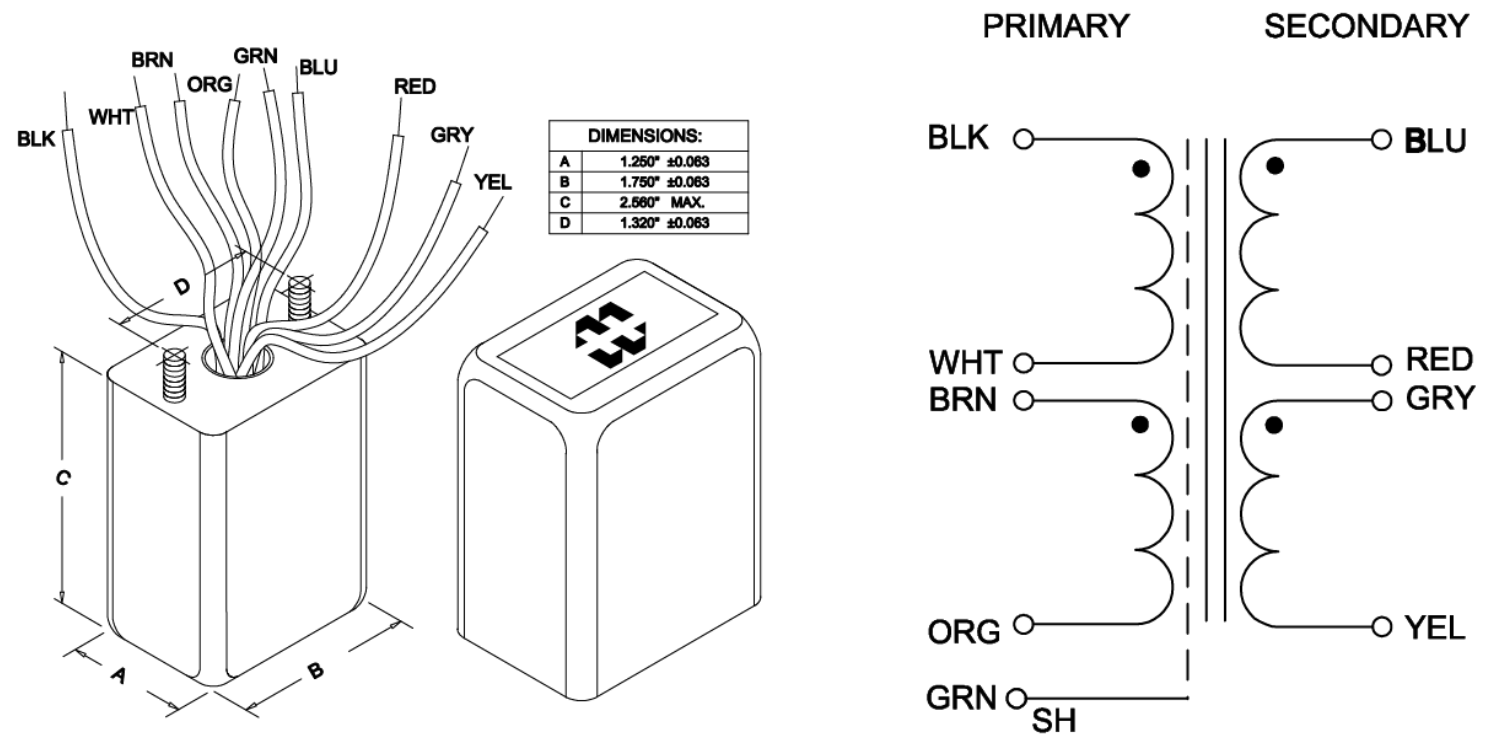 BLK
WHT
BRN
ORG
GRN
BLU
RED
GRY
YEL
D
C
A
B
DIMENSIONS:
A 1.250" ±0.063
B 1.750" ±0.063
C 2.560" MAX.
D 1.320" ±0.063
PRIMARY SECONDARY
BLK BLU
WHT RED
BRN GRY
ORG YEL
GRN
SH